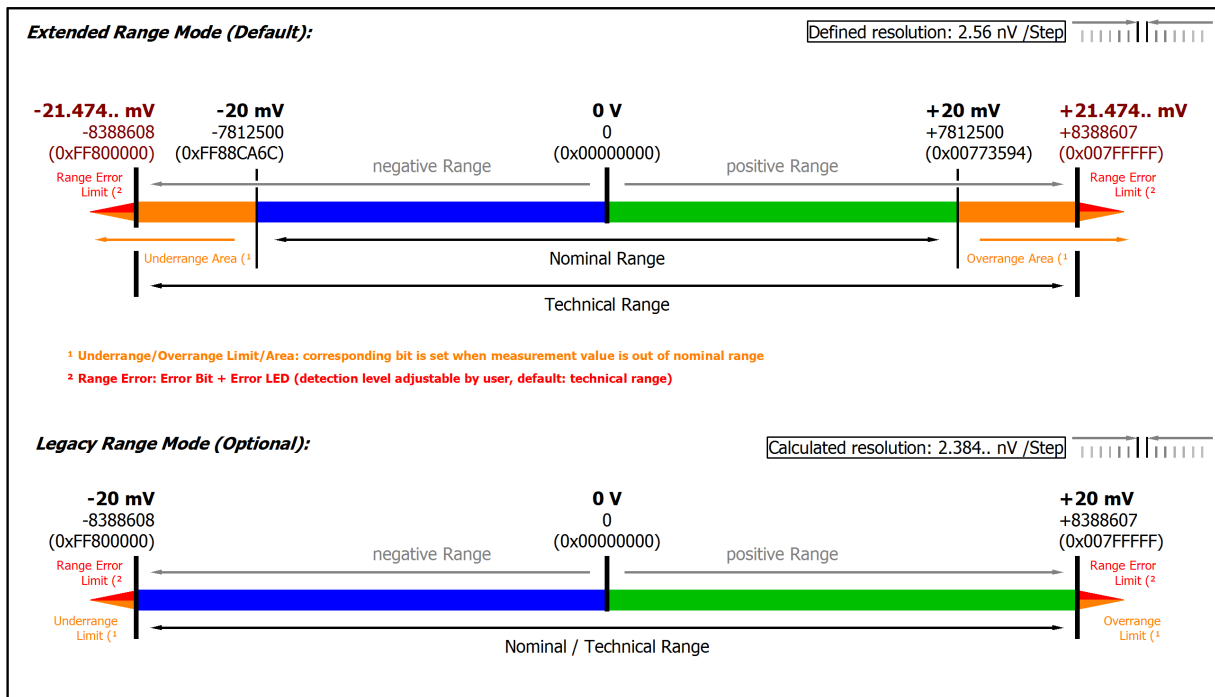 Extended Range Mode (Default):
Defined resolution: 2.56 nV /Step
-21.474.. mV
-8388608
(0xFF800000)
-20 mV
-7812500
(0xFF88CA6C)
0 V
0
(0x00000000)
+20 mV
+7812500
(0x00773594)
+21.474.. mV
+8388607
(0x007FFFFF)
negative Range
positive Range
Range Error
Limit (²
Range Error
Limit (²
Underrange Area (¹
Nominal Range
Overrange Area (¹
Technical Range
¹ Underrange/Overrange Limit/Area: corresponding bit is set when measurement value is out of nominal range
² Range Error: Error Bit + Error LED (detection level adjustable by user, default: technical range)
Legacy Range Mode (Optional):
Calculated resolution: 2.384.. nV /Step
-20 mV
-8388608
(0xFF800000)
0 V
0
(0x00000000)
+20 mV
+8388607
(0x007FFFFF)
negative Range
positive Range
Range Error
Limit (²
Range Error
Limit (²
Underrange
Limit (¹
Overrange
Limit (¹
Nominal / Technical Range